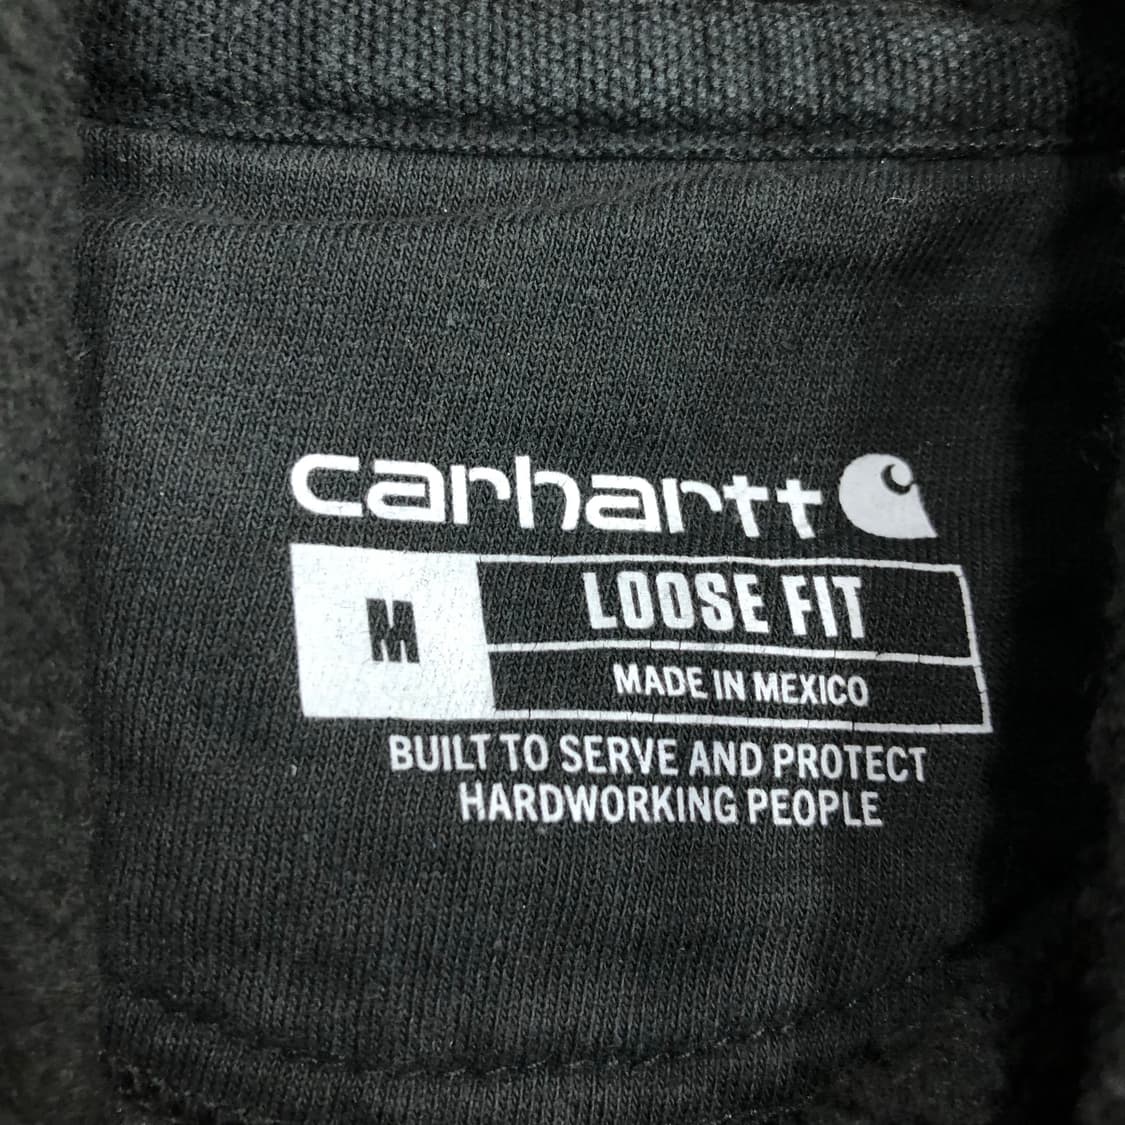 carhartt
M
LOOSE FIT
MADE IN MEXICO
BUILT TO SERVE AND PROTECT
HARDWORKING PEOPLE